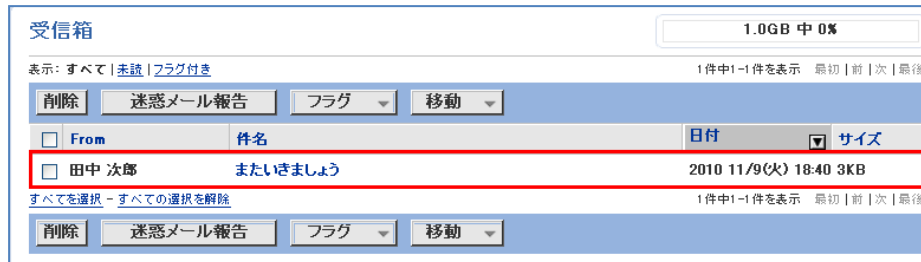 受信箱 1.0GB 中 0%
表示: すべて | 未読 | フラグ付き 1件中1-1件を表示 最初 | 前 | 次 | 最後
削除 迷惑メール報告 フラグ 移動
From 件名 日付 サイズ
田中 次郎 またいきましょう 2010 11/9(火) 18:40 3KB
すべてを選択 - すべての選択を解除 1件中1-1件を表示 最初 | 前 | 次 | 最後
削除 迷惑メール報告 フラグ 移動